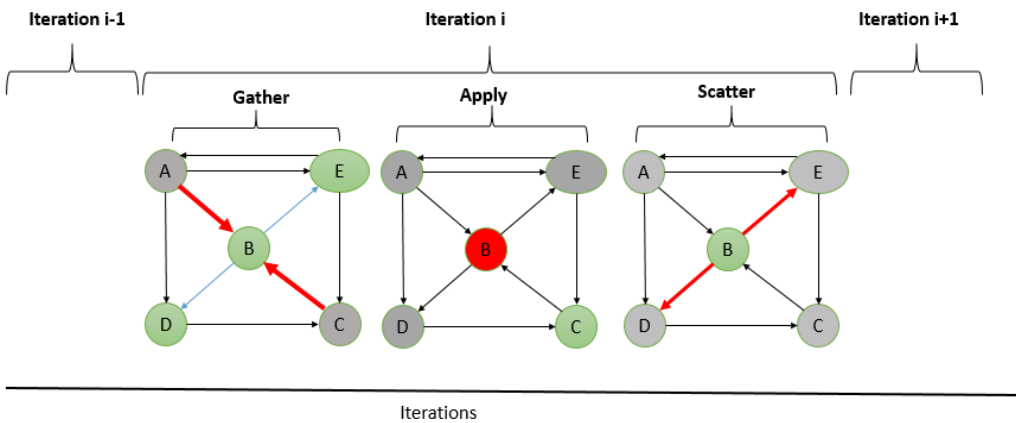 Iteration i-1 Iteration i Iteration i+1
Gather Apply Scatter
A E A E A E
B B B
D C D C D C
Iterations